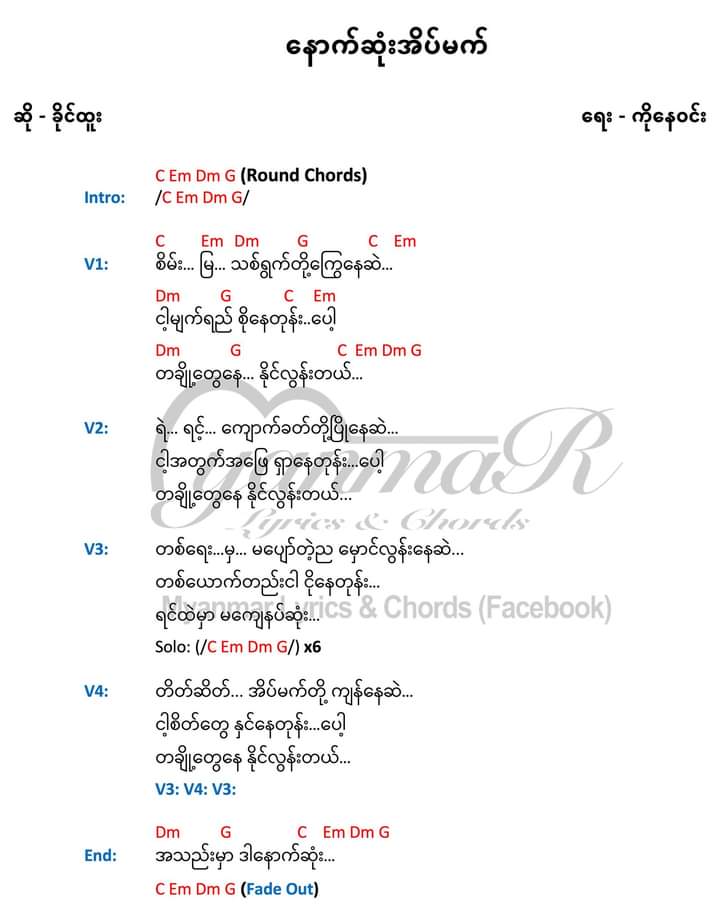 နောက်ဆုံးအိပ်မက်
ဆို - ခိုင်ထူး
ရေး - ကိုနေဝင်း
C Em Dm G (Round Chords)
Intro: /C Em Dm G/
C Em Dm G C Em
V1: စိမ်း... မြ... သစ်ရွက်တို့ကြွေနေဆဲ...
Dm G C Em
ငါ့မျက်ရည် စိုနေတုန်း..ပေါ့
Dm G C Em Dm G
တချို့တွေနေ... နိုင်လွန်းတယ်...
V2: ရဲ... ရင့်... ကျောက်ခတ်တို့ပြိုနေဆဲ...
ငါ့အတွက်အဖြေ ရှာနေတုန်း...ပေါ့
တချို့တွေနေ နိုင်လွန်းတယ်...
MyanmaR
Lyrics & Chords
V3: တစ်ရေး...မှ... မပျော်တဲ့ည မှောင်လွန်းနေဆဲ...
တစ်ယောက်တည်းငါ ငိုနေတုန်း...
Myanmar Lyrics & Chords (Facebook)
ရင်ထဲမှာ မကျေနပ်ဆုံး...
Solo: (/C Em Dm G/) x6
V4: တိတ်ဆိတ်... အိပ်မက်တို့ ကျန်နေဆဲ...
ငါ့စိတ်တွေ နှင်နေတုန်း...ပေါ့
တချို့တွေနေ နိုင်လွန်းတယ်...
V3: V4: V3:
Dm G C Em Dm G
End: အသည်းမှာ ဒါနောက်ဆုံး...
C Em Dm G (Fade Out)